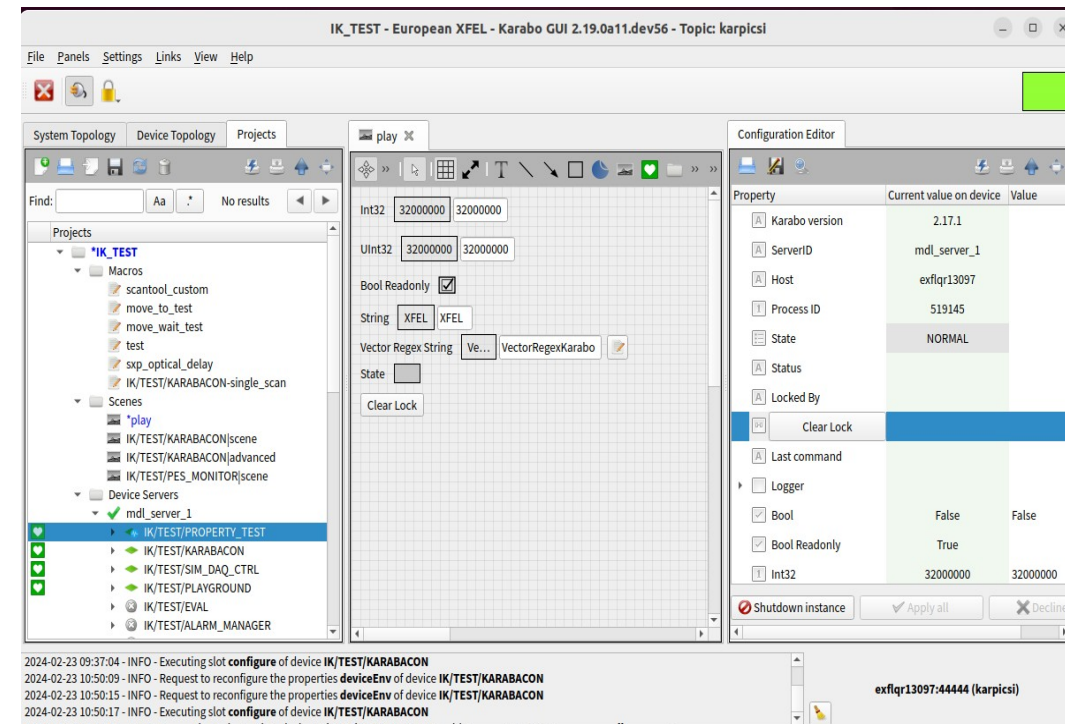 IK_TEST - European XFEL - Karabo GUI 2.19.0a11.dev56 - Topic: karpicsi
File Panels Settings Links View Help
System Topology Device Topology Projects
Find: Aa .* No results
Projects
*IK_TEST
Macros
scantool_custom
move_to_test
move_wait_test
test
sxp_optical_delay
IK/TEST/KARABACON-single_scan
Scenes
*play
IK/TEST/KARABACON|scene
IK/TEST/KARABACON|advanced
IK/TEST/PES_MONITOR|scene
Device Servers
mdl_server_1
IK/TEST/PROPERTY_TEST
IK/TEST/KARABACON
IK/TEST/SIM_DAQ_CTRL
IK/TEST/PLAYGROUND
IK/TEST/EVAL
IK/TEST/ALARM_MANAGER
play
Int32 32000000 32000000
UInt32 32000000 32000000
Bool Readonly
String XFEL XFEL
Vector Regex String Ve... VectorRegexKarabo
State
Clear Lock
Configuration Editor
Property Current value on device Value
Karabo version 2.17.1
ServerID mdl_server_1
Host exflqr13097
Process ID 519145
State NORMAL
Status
Locked By
Clear Lock
Last command
Logger
Bool False False
Bool Readonly True
Int32 32000000 32000000
Shutdown instance Apply all Decline
2024-02-23 09:37:04 - INFO - Executing slot configure of device IK/TEST/KARABACON
2024-02-23 10:50:09 - INFO - Request to reconfigure the properties deviceEnv of device IK/TEST/KARABACON
2024-02-23 10:50:15 - INFO - Request to reconfigure the properties deviceEnv of device IK/TEST/KARABACON
2024-02-23 10:50:17 - INFO - Executing slot configure of device IK/TEST/KARABACON
exflqr13097:44444 (karpicsi)